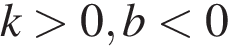 k > 0, b < 0